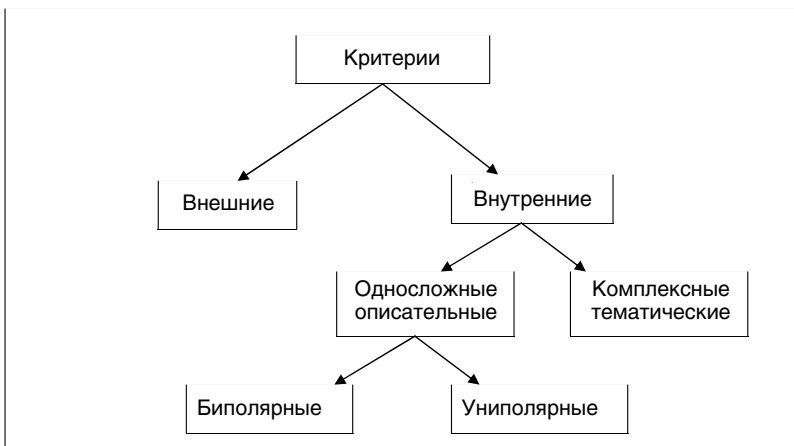 Критерии
Внешние
Внутренние
Односложные
описательные
Комплексные
тематические
Биполярные
Униполярные